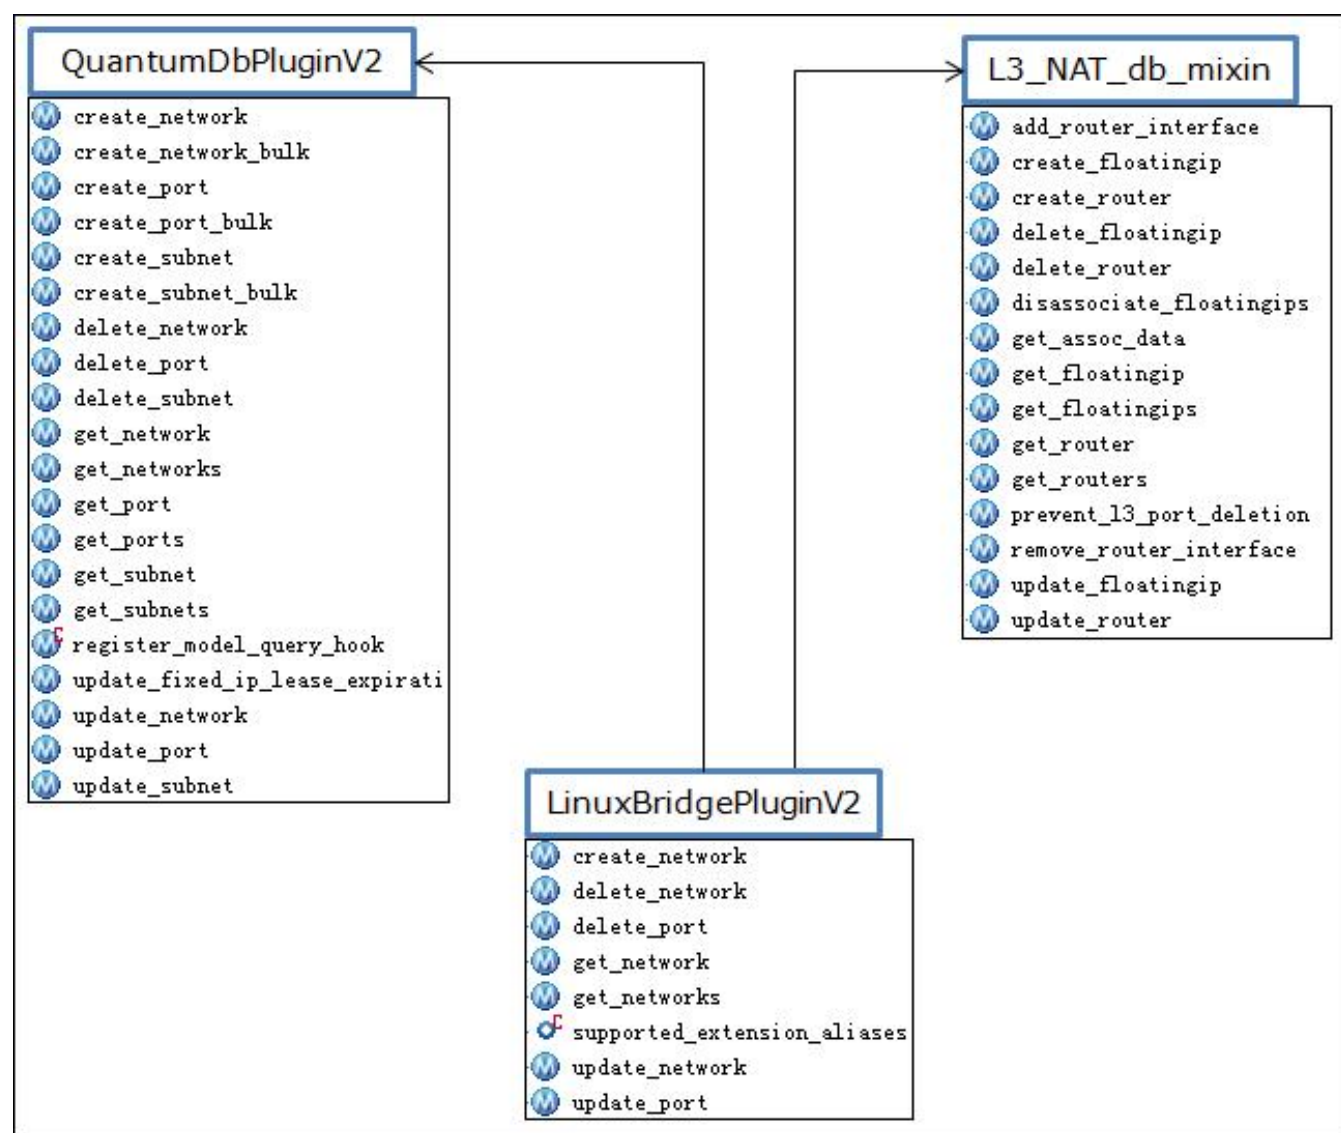 QuantumDbPluginV2
create_network
create_network_bulk
create_port
create_port_bulk
create_subnet
create_subnet_bulk
delete_network
delete_port
delete_subnet
get_network
get_networks
get_port
get_ports
get_subnet
get_subnets
register_model_query_hook
update_fixed_ip_lease_expirati
update_network
update_port
update_subnet
L3_NAT_db_mixin
add_router_interface
create_floatingip
create_router
delete_floatingip
delete_router
disassociate_floatingips
get_assoc_data
get_floatingip
get_floatingips
get_router
get_routers
prevent_l3_port_deletion
remove_router_interface
update_floatingip
update_router
LinuxBridgePluginV2
create_network
delete_network
delete_port
get_network
get_networks
supported_extension_aliases
update_network
update_port